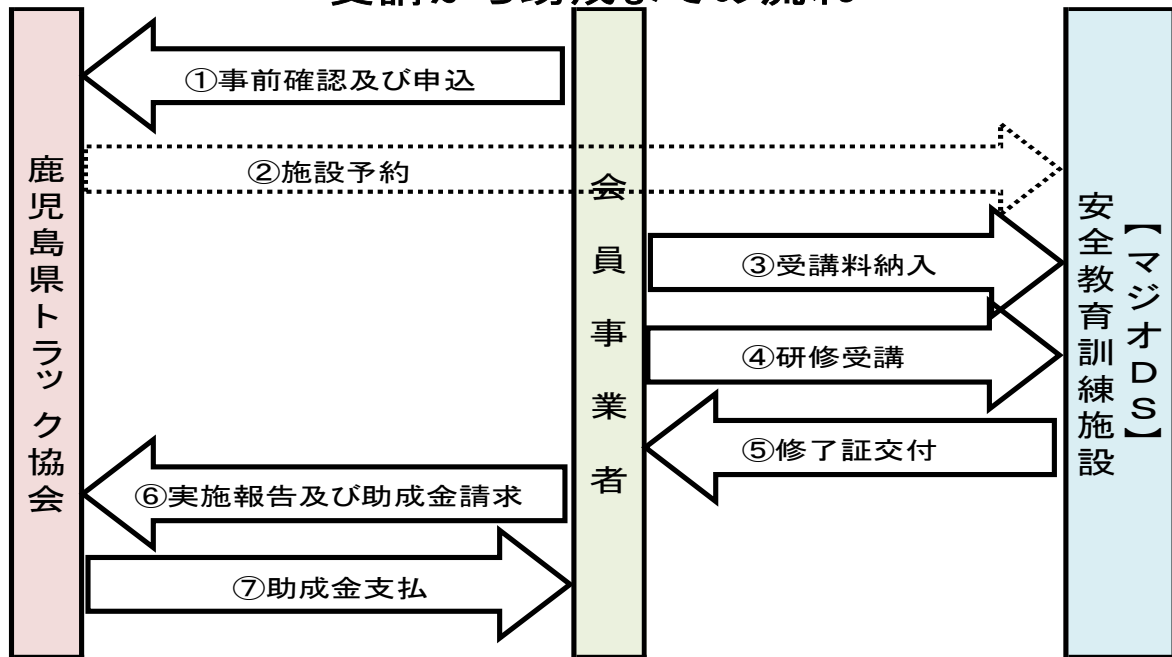 鹿児島県トラック協会
会員事業者
安全教育訓練施設
【マジオDS】
①事前確認及び申込
②施設予約
③受講料納入
④研修受講
⑤修了証交付
⑥実施報告及び助成金請求
⑦助成金支払